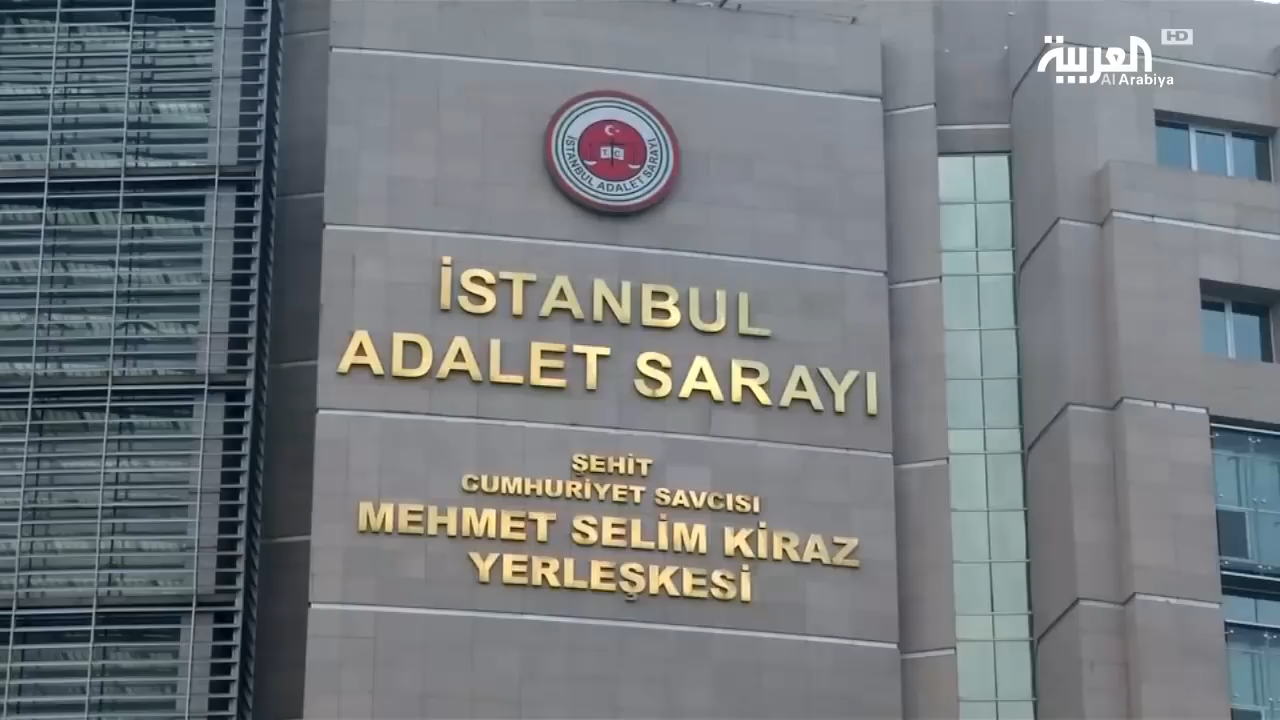 العربية HD
Al Arabiya
T.C
İSTANBUL ADALET SARAYI
İSTANBUL
ADALET SARAYI
ŞEHİT
CUMHURİYET SAVCISI
MEHMET SELİM KİRAZ
YERLEŞKESİ